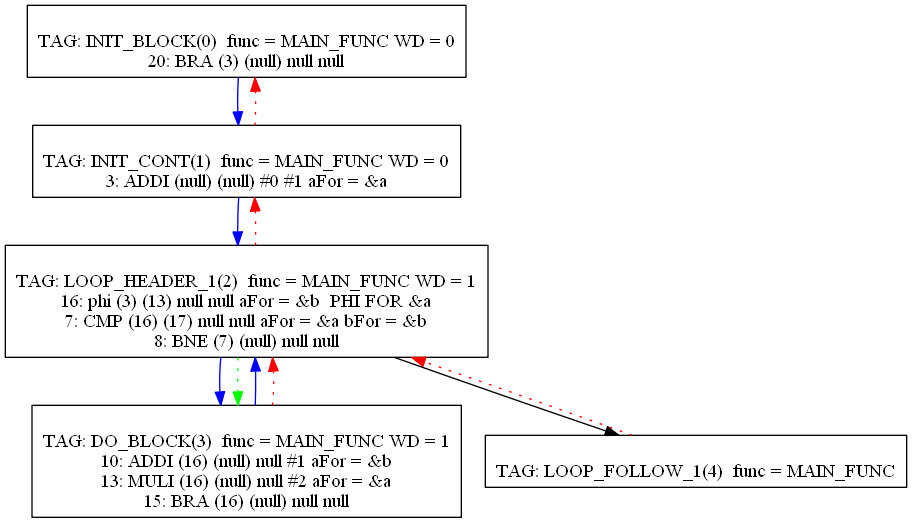 TAG: INIT_BLOCK(0)  func = MAIN_FUNC WD = 0
20: BRA (3) (null) null null
TAG: INIT_CONT(1)  func = MAIN_FUNC WD = 0
3: ADDI (null) (null) #0 #1 aFor = &a
TAG: LOOP_HEADER_1(2)  func = MAIN_FUNC WD = 1
16: phi (3) (13) null null aFor = &b  PHI FOR &a
7: CMP (16) (17) null null aFor = &a bFor = &b
8: BNE (7) (null) null null
TAG: DO_BLOCK(3)  func = MAIN_FUNC WD = 1
10: ADDI (16) (null) null #1 aFor = &b
13: MULI (16) (null) null #2 aFor = &a
15: BRA (16) (null) null null
TAG: LOOP_FOLLOW_1(4)  func = MAIN_FUNC